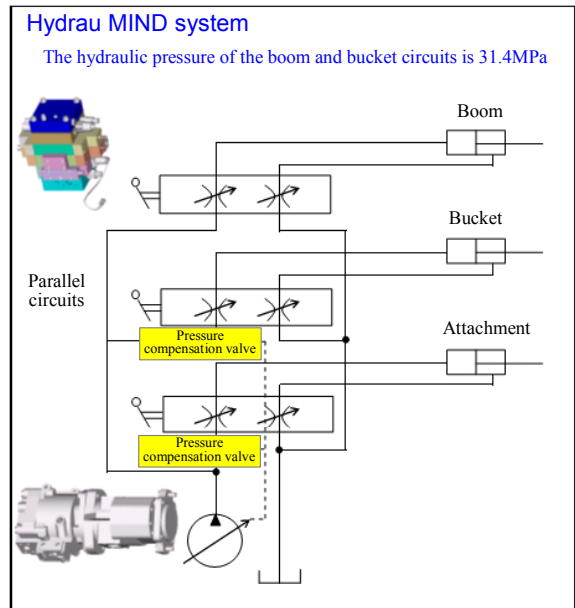 Hydrau MIND system
The hydraulic pressure of the boom and bucket circuits is 31.4MPa
Boom
Bucket
Parallel
circuits
Pressure
compensation valve
Attachment
Pressure
compensation valve